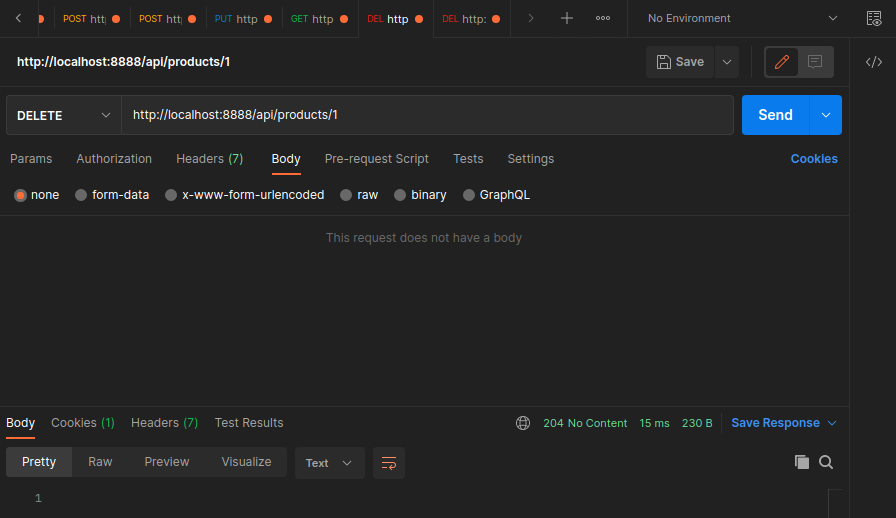 POST htt POST htt PUT http GET http DEL http DEL http: No Environment
http://localhost:8888/api/products/1 Save
DELETE http://localhost:8888/api/products/1 Send
Params Authorization Headers (7) Body Pre-request Script Tests Settings Cookies
none form-data x-www-form-urlencoded raw binary GraphQL
This request does not have a body
Body Cookies (1) Headers (7) Test Results 204 No Content 15 ms 230 B Save Response
Pretty Raw Preview Visualize Text
1